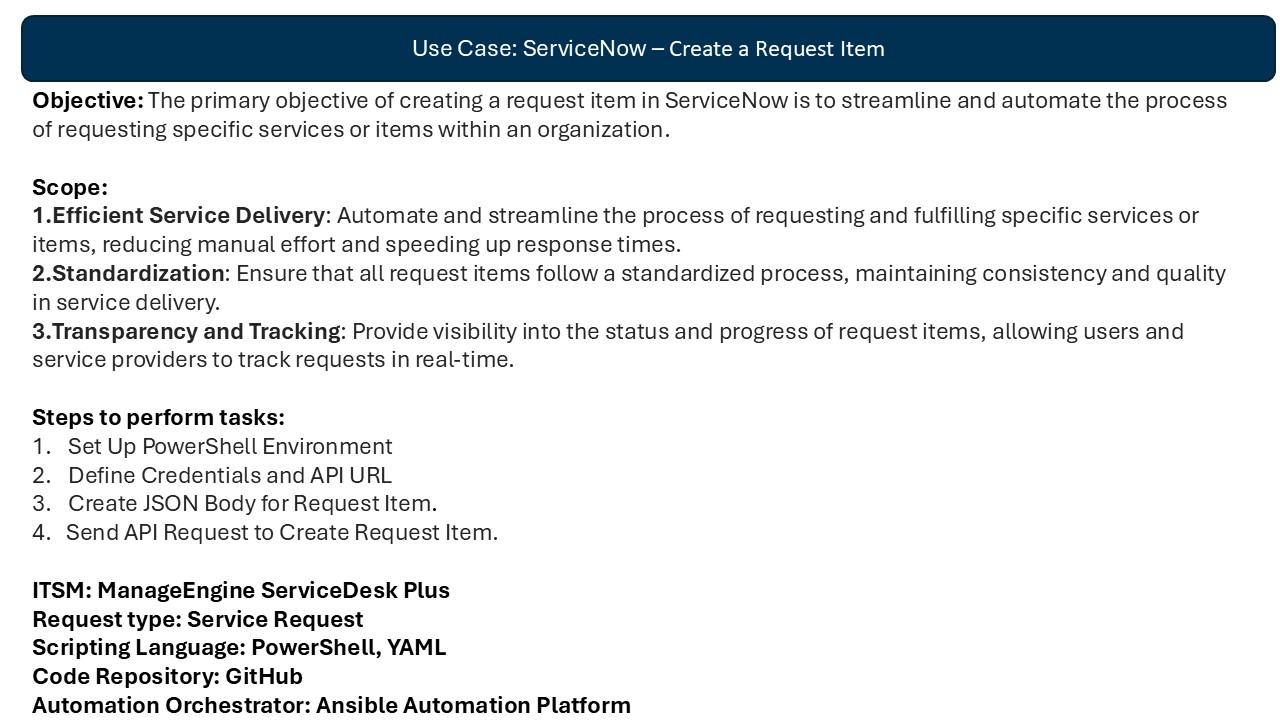 Use Case: ServiceNow – Create a Request Item
Objective: The primary objective of creating a request item in ServiceNow is to streamline and automate the process
of requesting specific services or items within an organization.
Scope:
1.Efficient Service Delivery: Automate and streamline the process of requesting and fulfilling specific services or
items, reducing manual effort and speeding up response times.
2.Standardization: Ensure that all request items follow a standardized process, maintaining consistency and quality
in service delivery.
3.Transparency and Tracking: Provide visibility into the status and progress of request items, allowing users and
service providers to track requests in real-time.
Steps to perform tasks:
1. Set Up PowerShell Environment
2. Define Credentials and API URL
3. Create JSON Body for Request Item.
4. Send API Request to Create Request Item.
ITSM: ManageEngine ServiceDesk Plus
Request type: Service Request
Scripting Language: PowerShell, YAML
Code Repository: GitHub
Automation Orchestrator: Ansible Automation Platform